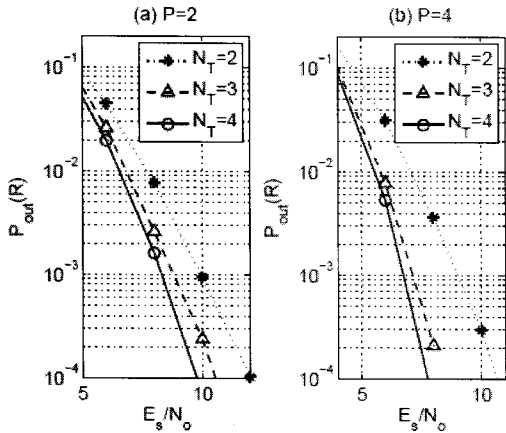 (a) P=2
(b) P=4
10^-1
10^-2
10^-3
10^-4
P_out(R)
N_T=2
N_T=3
N_T=4
5
10
E_s/N_o
10^-1
10^-2
10^-3
10^-4
P_out(R)
N_T=2
N_T=3
N_T=4
6
8
10
E_s/N_o